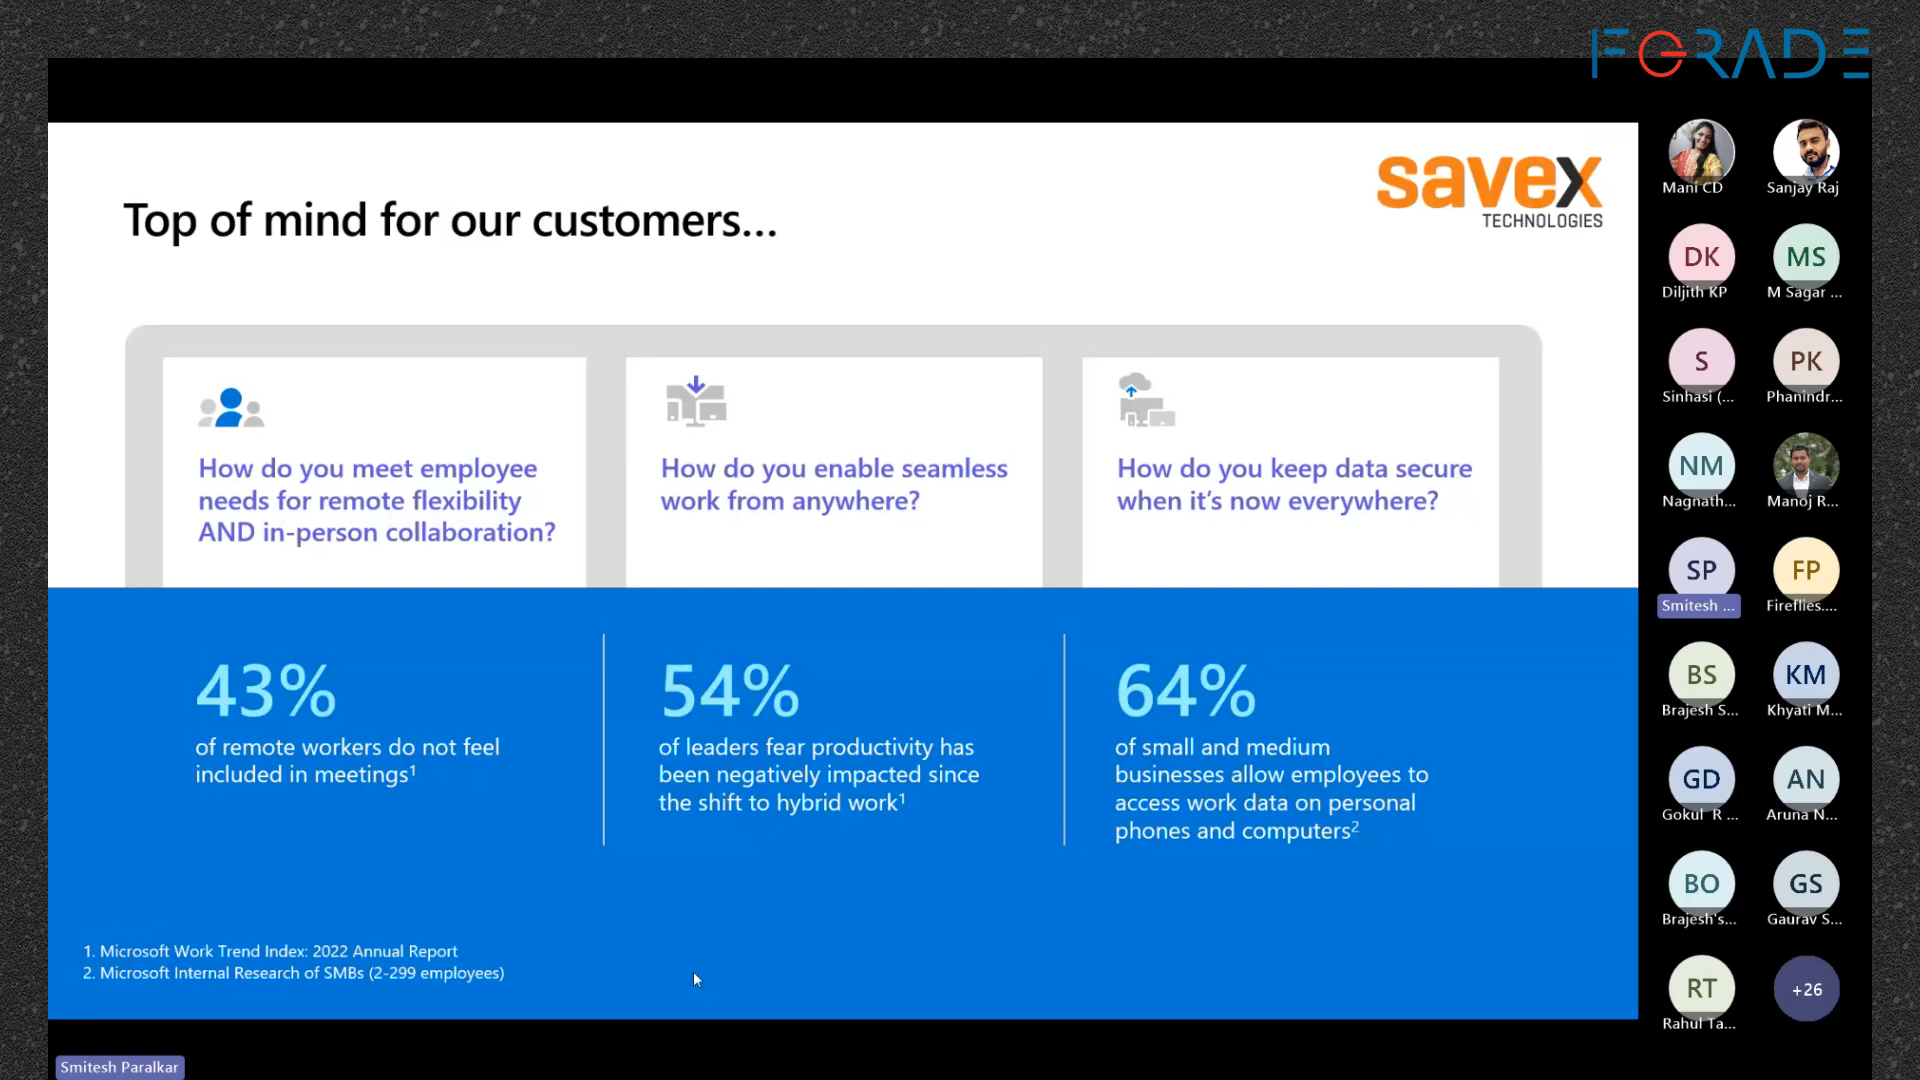 FGRADE
savex
TECHNOLOGIES
Top of mind for our customers...
How do you meet employee
needs for remote flexibility
AND in-person collaboration?
How do you enable seamless
work from anywhere?
How do you keep data secure
when it's now everywhere?
43%
of remote workers do not feel
included in meetings¹
54%
of leaders fear productivity has
been negatively impacted since
the shift to hybrid work¹
64%
of small and medium
businesses allow employees to
access work data on personal
phones and computers²
1. Microsoft Work Trend Index: 2022 Annual Report
2. Microsoft Internal Research of SMBs (2-299 employees)
Smitesh Paralkar
Mani CD
Sanjay Raj
DK
Diljith KP
MS
M Sagar ...
S
Sinhasi (...
PK
Phanindr...
NM
Nagnath...
Manoj R...
SP
Smitesh ...
FP
Fireflies....
BS
Brajesh S...
KM
Khyati M...
GD
Gokul R ...
AN
Aruna N...
BO
Brajesh's...
GS
Gaurav S...
RT
Rahul Ta...
+26